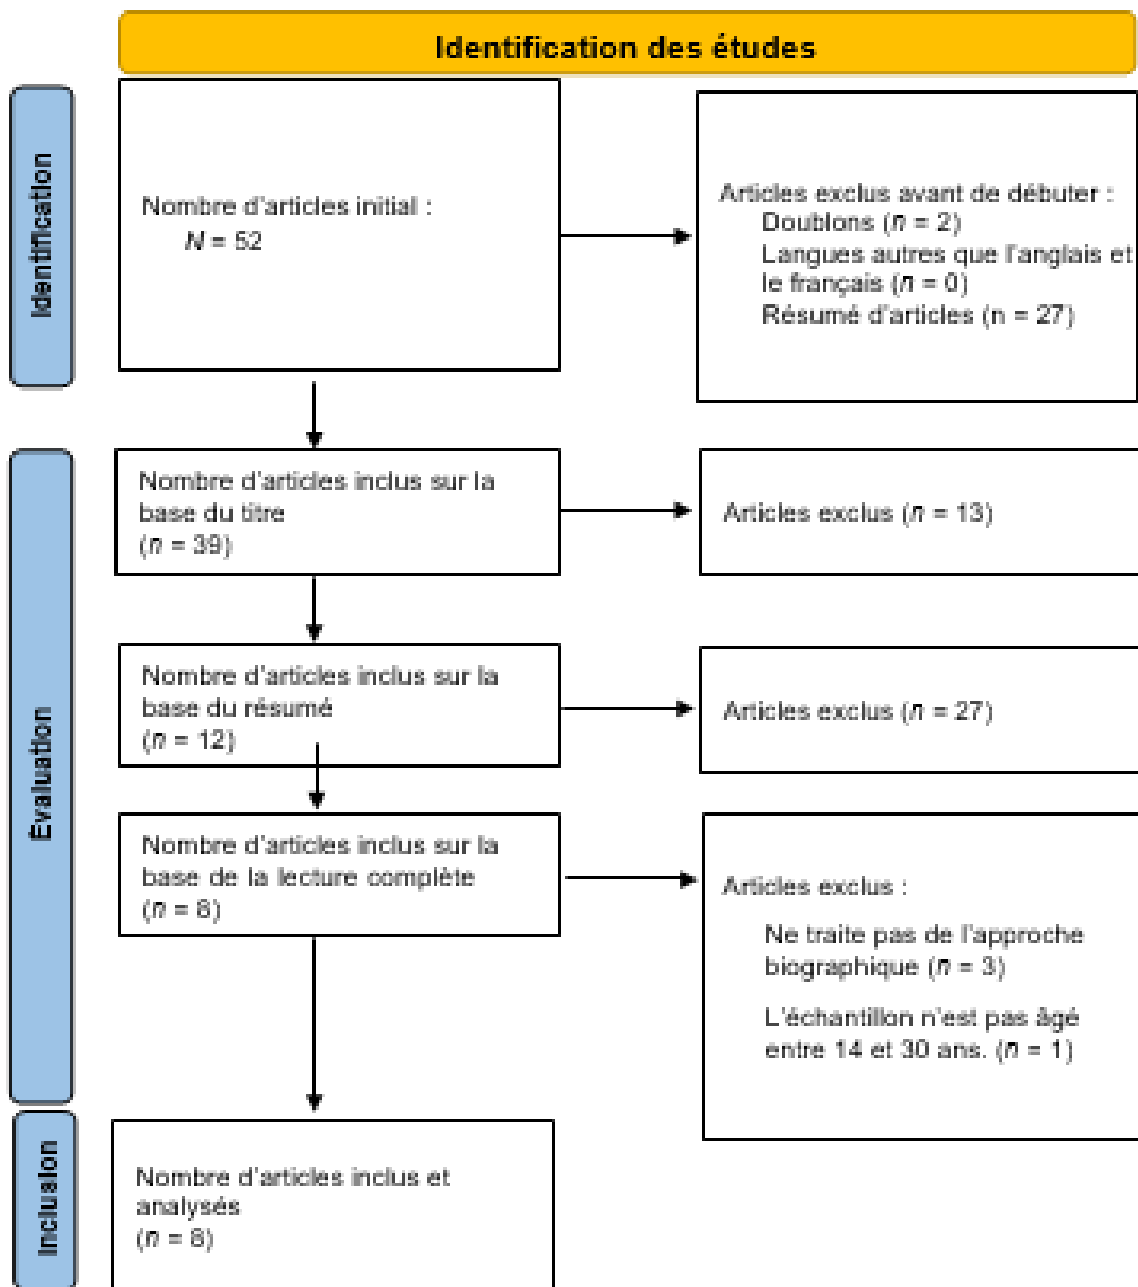 Identification des études
Identification
Nombre d'articles initial :
N = 52
Articles exclus avant de débuter :
Doublons (n = 2)
Langues autres que l'anglais et
le français (n = 0)
Résumé d'articles (n = 27)
Évaluation
Nombre d'articles inclus sur la
base du titre
(n = 39)
Articles exclus (n = 13)
Nombre d'articles inclus sur la
base du résumé
(n = 12)
Articles exclus (n = 27)
Nombre d'articles inclus sur la
base de la lecture complète
(n = 8)
Articles exclus :
Ne traite pas de l'approche
biographique (n = 3)
L'échantillon n'est pas âgé
entre 14 et 30 ans. (n = 1)
Inclusion
Nombre d'articles inclus et
analysés
(n = 8)